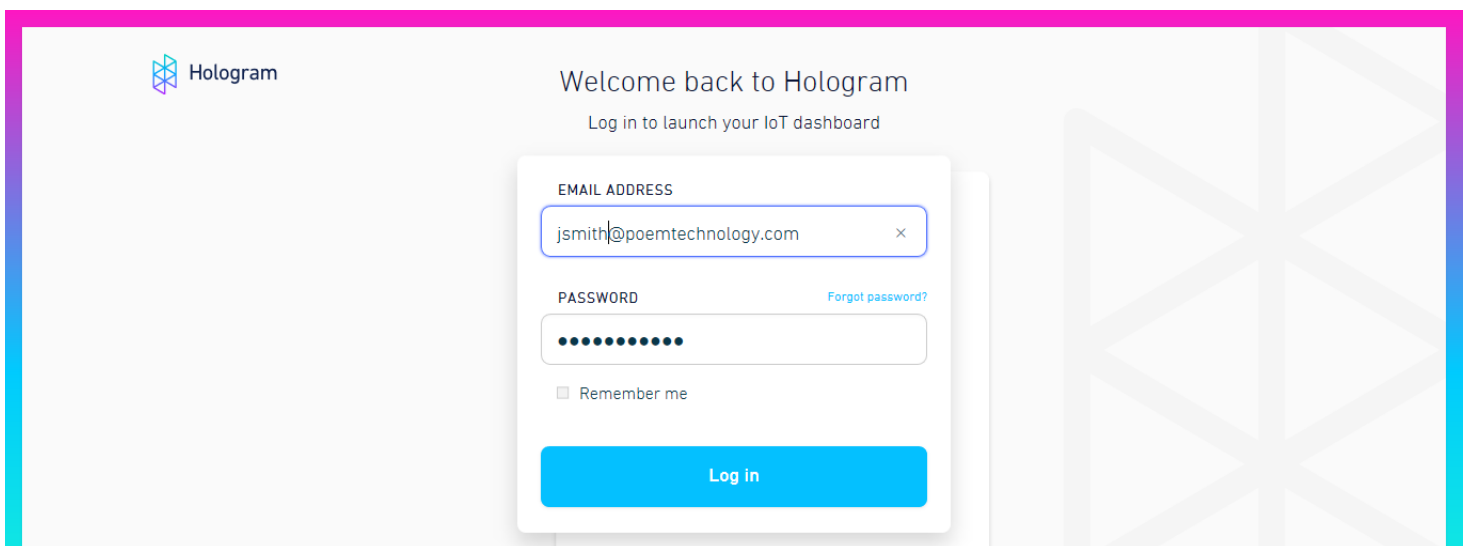 Hologram
Welcome back to Hologram
Log in to launch your IoT dashboard
EMAIL ADDRESS
jsmith@poemtechnology.com ×
PASSWORD Forgot password?
●●●●●●●●●●●
Remember me
Log in